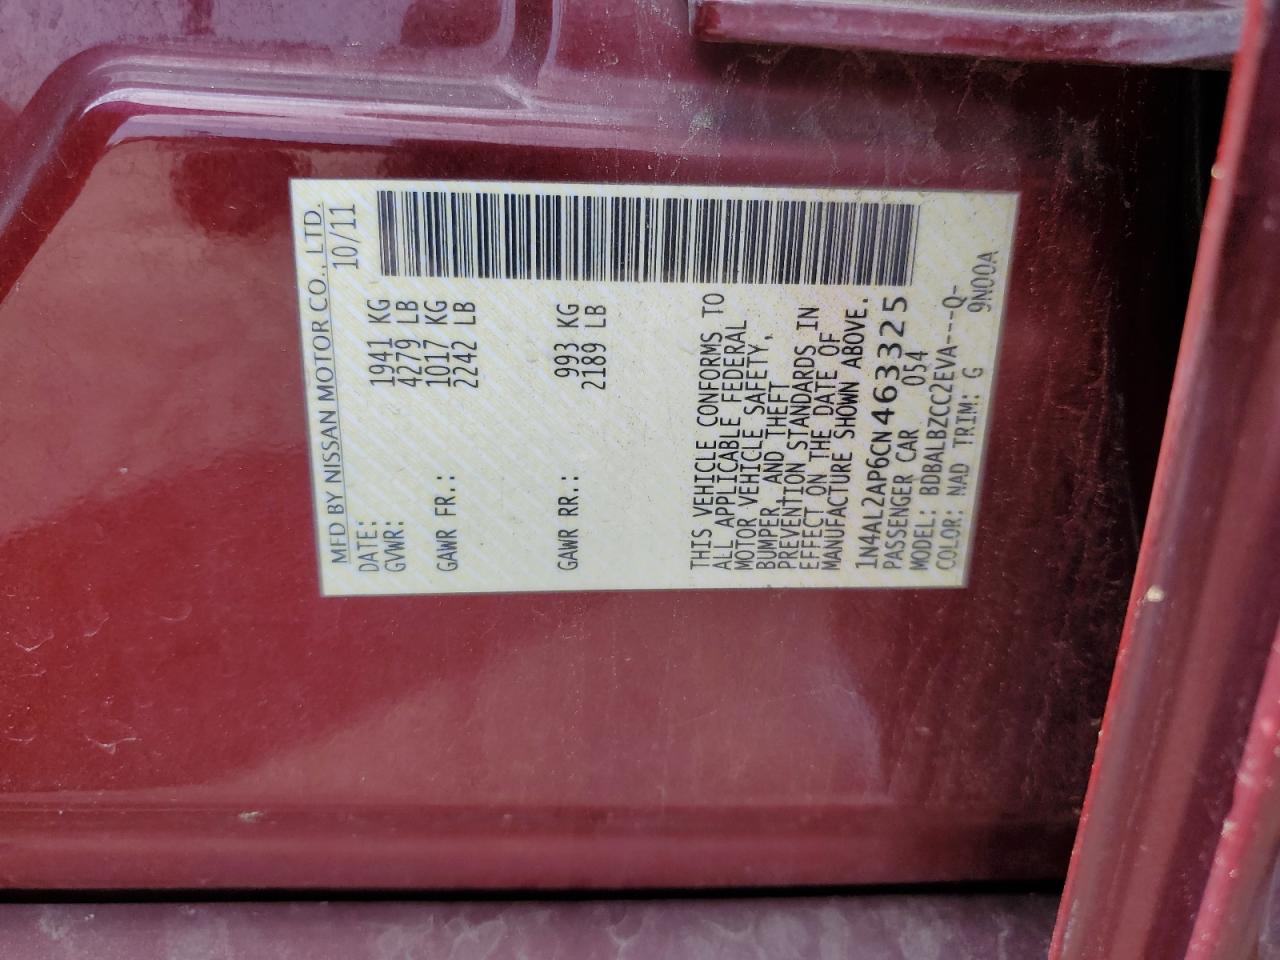 MFD BY NISSAN MOTOR CO., LTD.
DATE: 10/11
GVWR: 1941 KG
4279 LB
GAWR FR.: 1017 KG
2242 LB
GAWR RR.: 993 KG
2189 LB
THIS VEHICLE CONFORMS TO
ALL APPLICABLE FEDERAL
MOTOR VEHICLE SAFETY,
BUMPER, AND THEFT
PREVENTION STANDARDS IN
EFFECT ON THE DATE OF
MANUFACTURE SHOWN ABOVE.
1N4AL2AP6CN463325
PASSENGER CAR 054
MODEL: BDBALBZCC2EVA---Q-
COLOR: NAD TRIM: G 9N00A